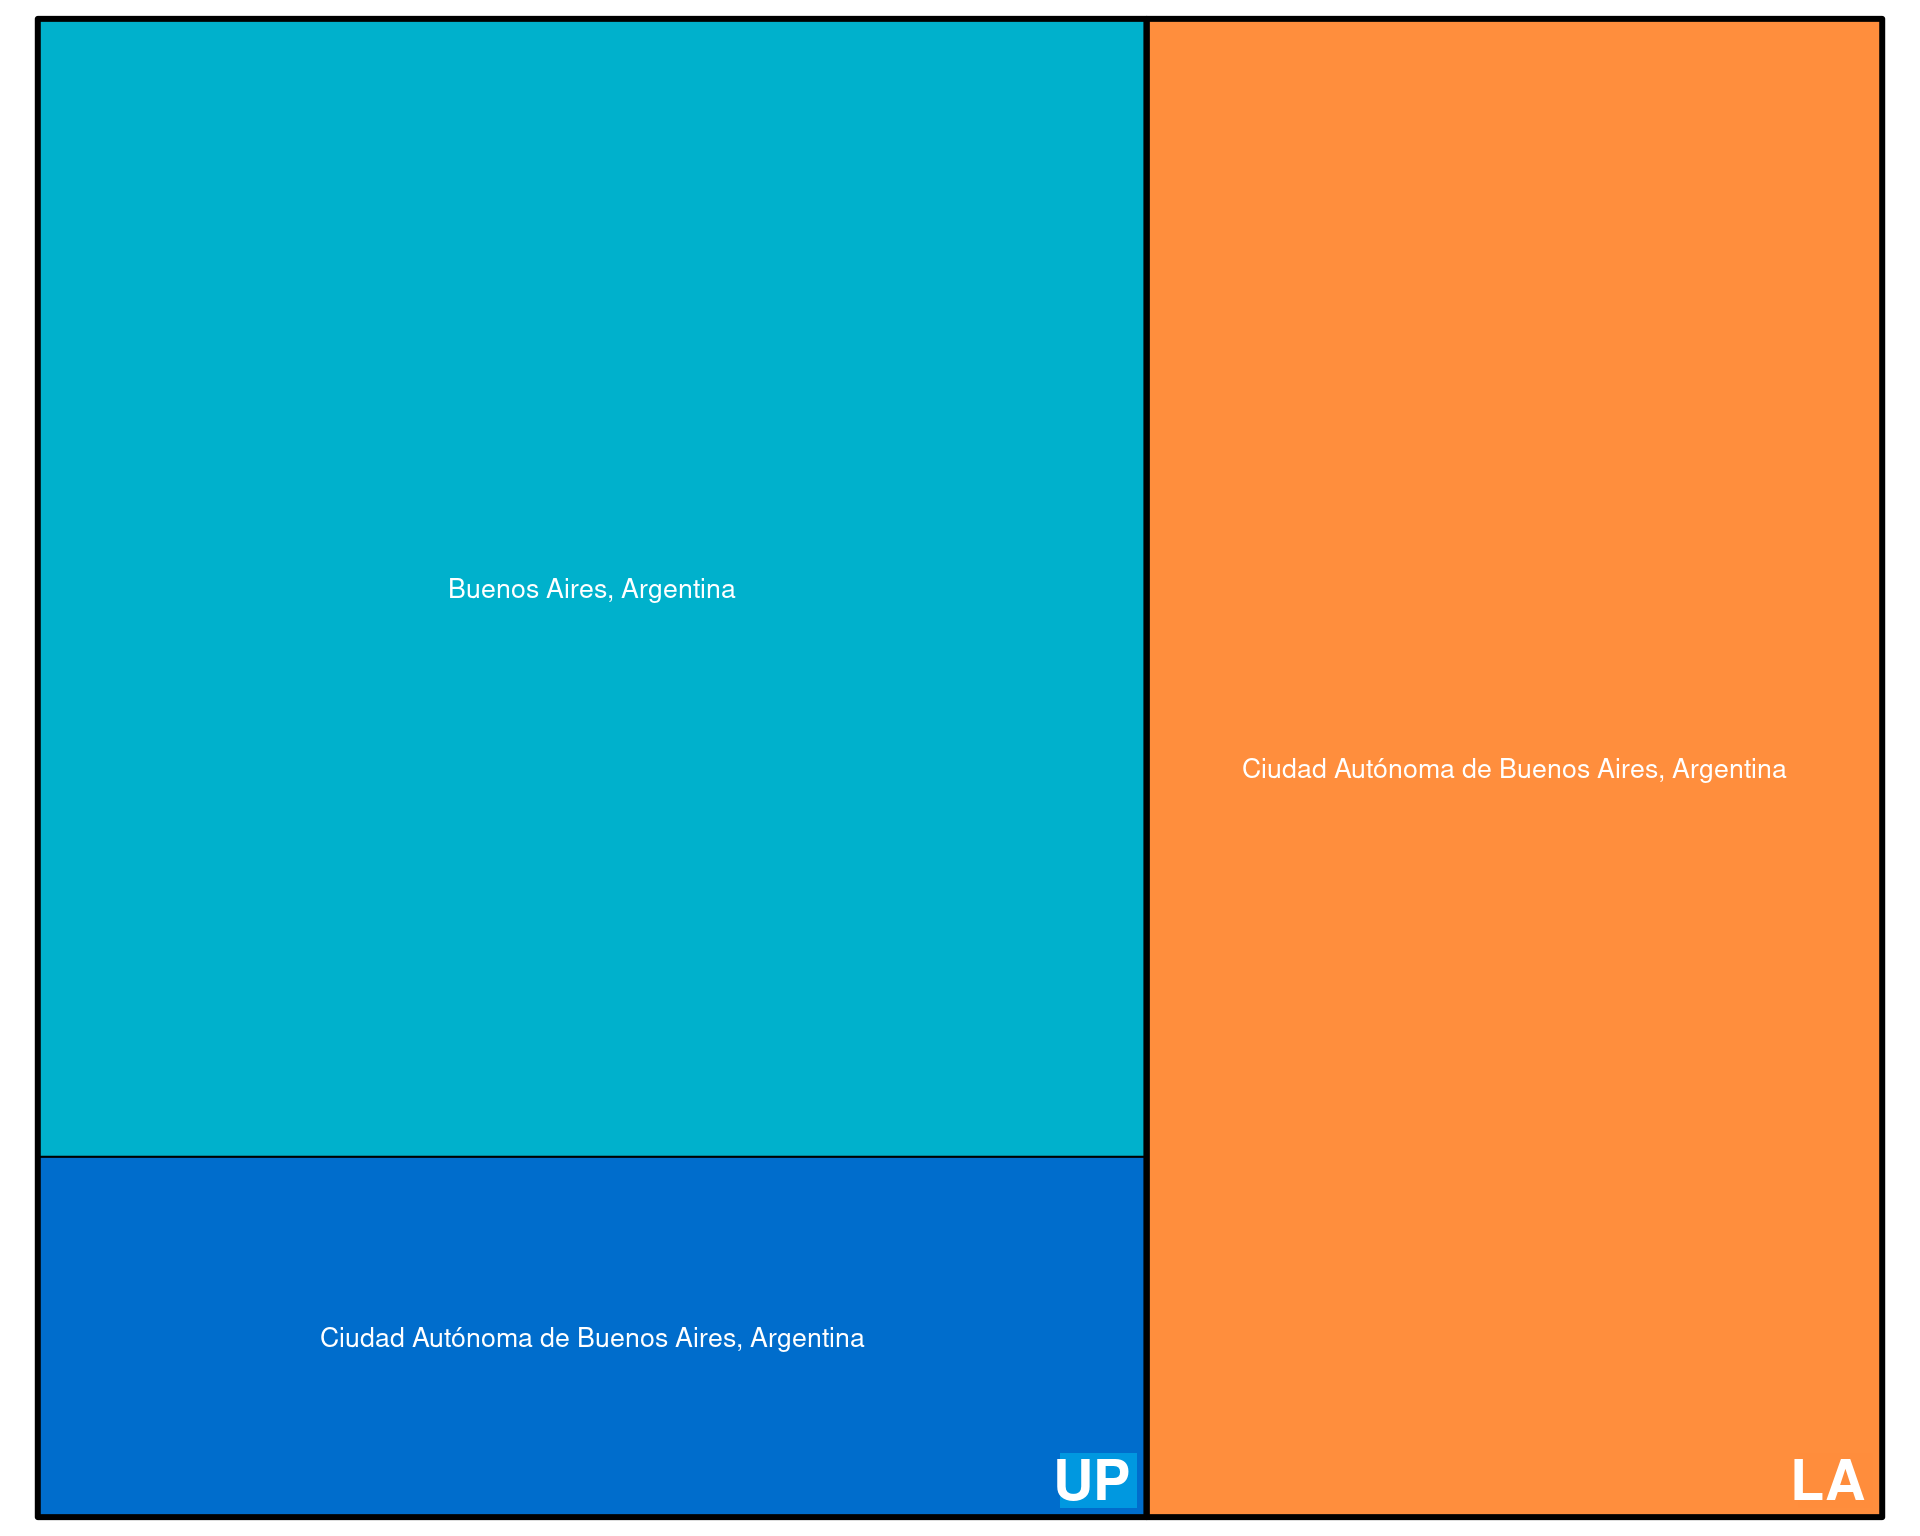 Buenos Aires, Argentina
Ciudad Autónoma de Buenos Aires, Argentina
UP
Ciudad Autónoma de Buenos Aires, Argentina
LA